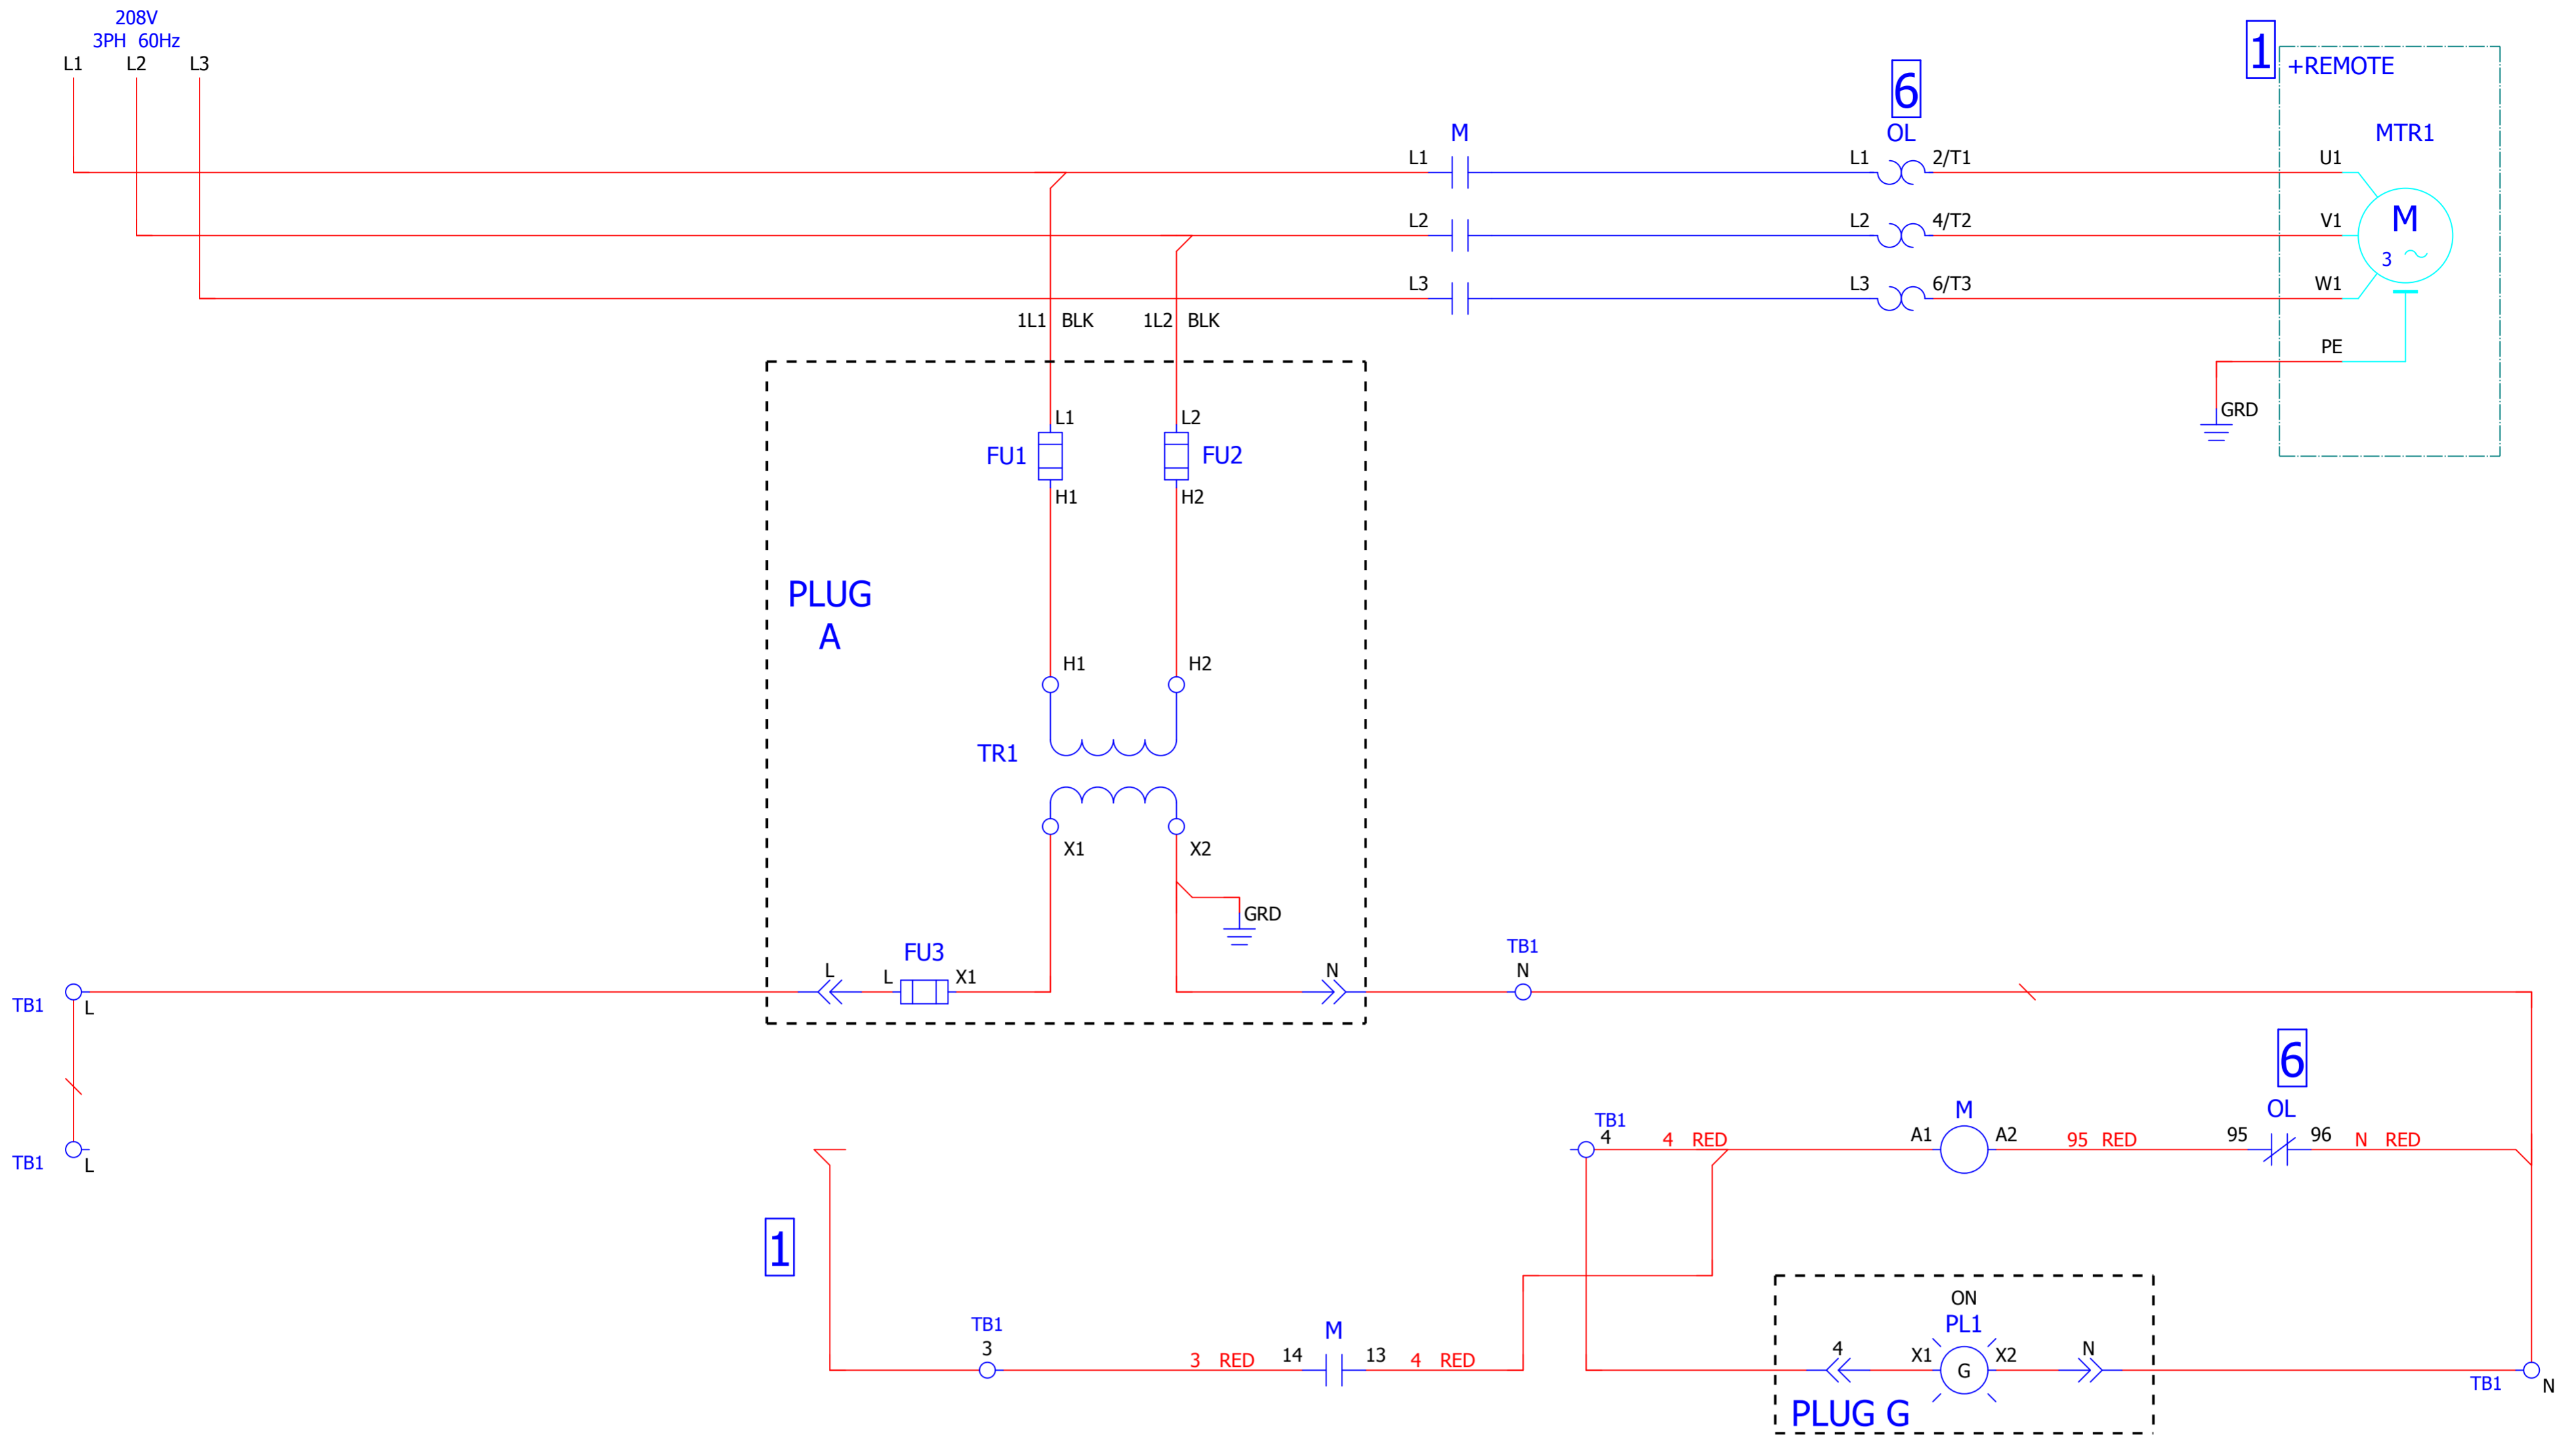 208V
3PH 60Hz
L1 L2 L3
1
+REMOTE
6
OL
M
MTR1
L1 L1 2/T1 U1
L2 L2 4/T2 V1
M
3
L3 L3 6/T3 W1
1L1 BLK 1L2 BLK
PE
GRD
L1 L2
FU1 FU2
H1 H2
PLUG
A
H1 H2
TR1
X1 X2
GRD
FU3
L L X1 N
TB1
N
TB1 L
6
OL
TB1
4 4 RED
M
A1 A2 95 RED 95 96 N RED
TB1 L
1
ON
PL1
TB1
3
3 RED
M
14 13 4 RED
4 X1 G X2 N
TB1 N
PLUG G